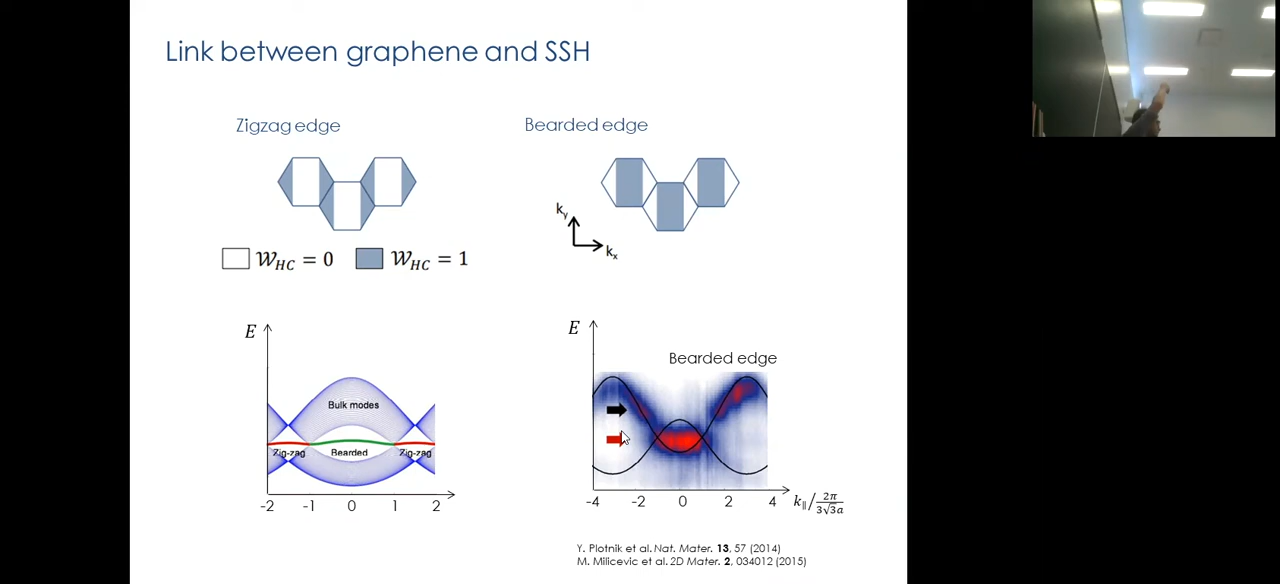 Link between graphene and SSH
Zigzag edge
Bearded edge
k_y
k_x
𝒲_HC = 0
𝒲_HC = 1
E
Bulk modes
Zig-zag
Bearded
Zig-zag
-2 -1 0 1 2
E
Bearded edge
-4 -2 0 2 4
k_∥/ 2π/3√3a
Y. Plotnik et al. Nat. Mater. 13, 57 (2014)
M. Milicevic et al. 2D Mater. 2, 034012 (2015)